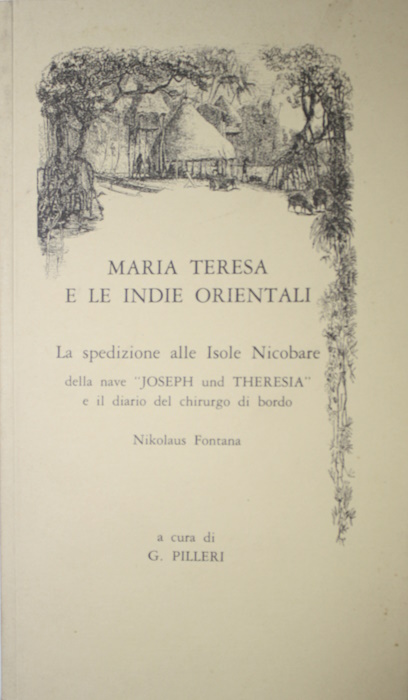 MARIA TERESA
E LE INDIE ORIENTALI
La spedizione alle Isole Nicobare
della nave "JOSEPH und THERESIA"
e il diario del chirurgo di bordo
Nikolaus Fontana
a cura di
G. PILLERI